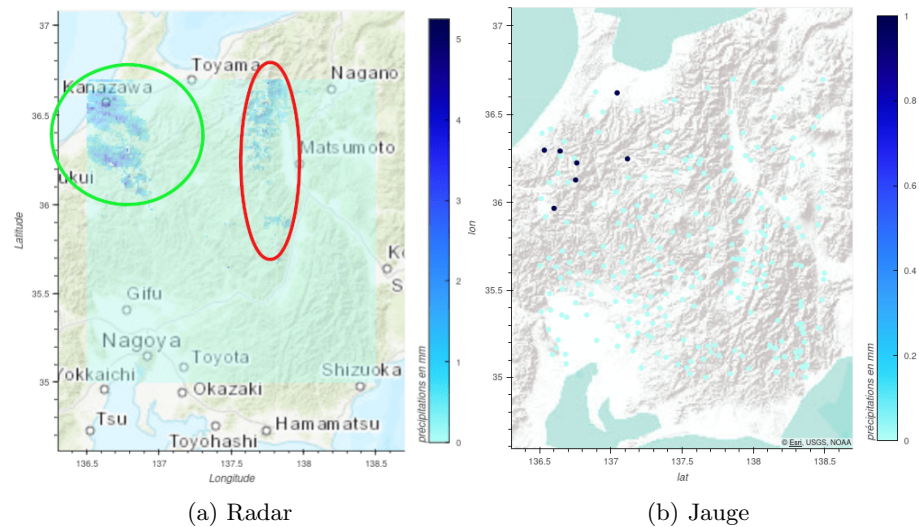 37
36.5
36
35.5
35
Latitude
Toyama
Nagano
Kanazawa
Matsumoto
ukui
Gifu
Nagoya
Toyota
Shizuoka
Yokkaichi
Okazaki
Tsu
Hamamatsu
Toyohashi
Ko
S
136.5
137
137.5
138
138.5
Longitude
5
4
3
2
1
0
précipitations en mm
(a) Radar
37
36.5
36
35.5
35
lon
© Esri, USGS, NOAA
136.5
137
137.5
138
138.5
lat
1
0.8
0.6
0.4
0.2
0
précipitations en mm
(b) Jauge